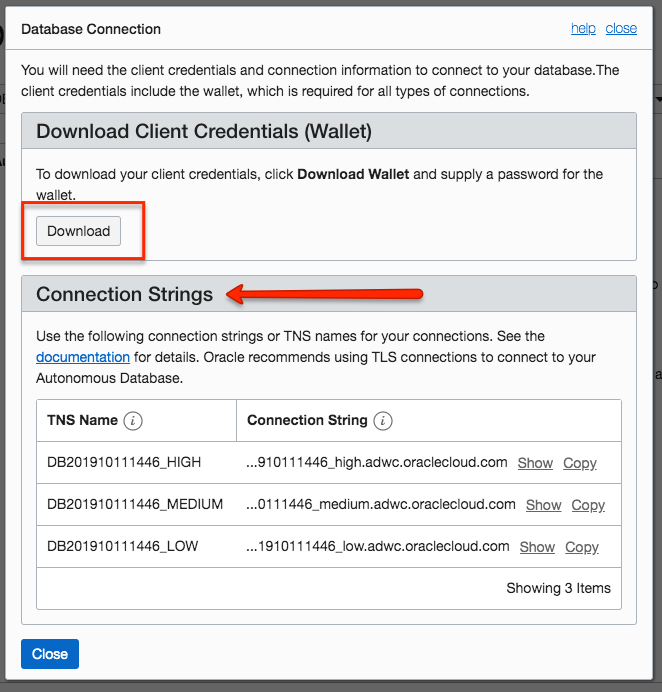 Database Connection
help close
You will need the client credentials and connection information to connect to your database.The
client credentials include the wallet, which is required for all types of connections.
Download Client Credentials (Wallet)
To download your client credentials, click Download Wallet and supply a password for the
wallet.
Download
Connection Strings
Use the following connection strings or TNS names for your connections. See the
documentation for details. Oracle recommends using TLS connections to connect to your
Autonomous Database.
TNS Name i Connection String i
DB201910111446_HIGH ...910111446_high.adwc.oraclecloud.com Show Copy
DB201910111446_MEDIUM ...0111446_medium.adwc.oraclecloud.com Show Copy
DB201910111446_LOW ...1910111446_low.adwc.oraclecloud.com Show Copy
Showing 3 Items
Close